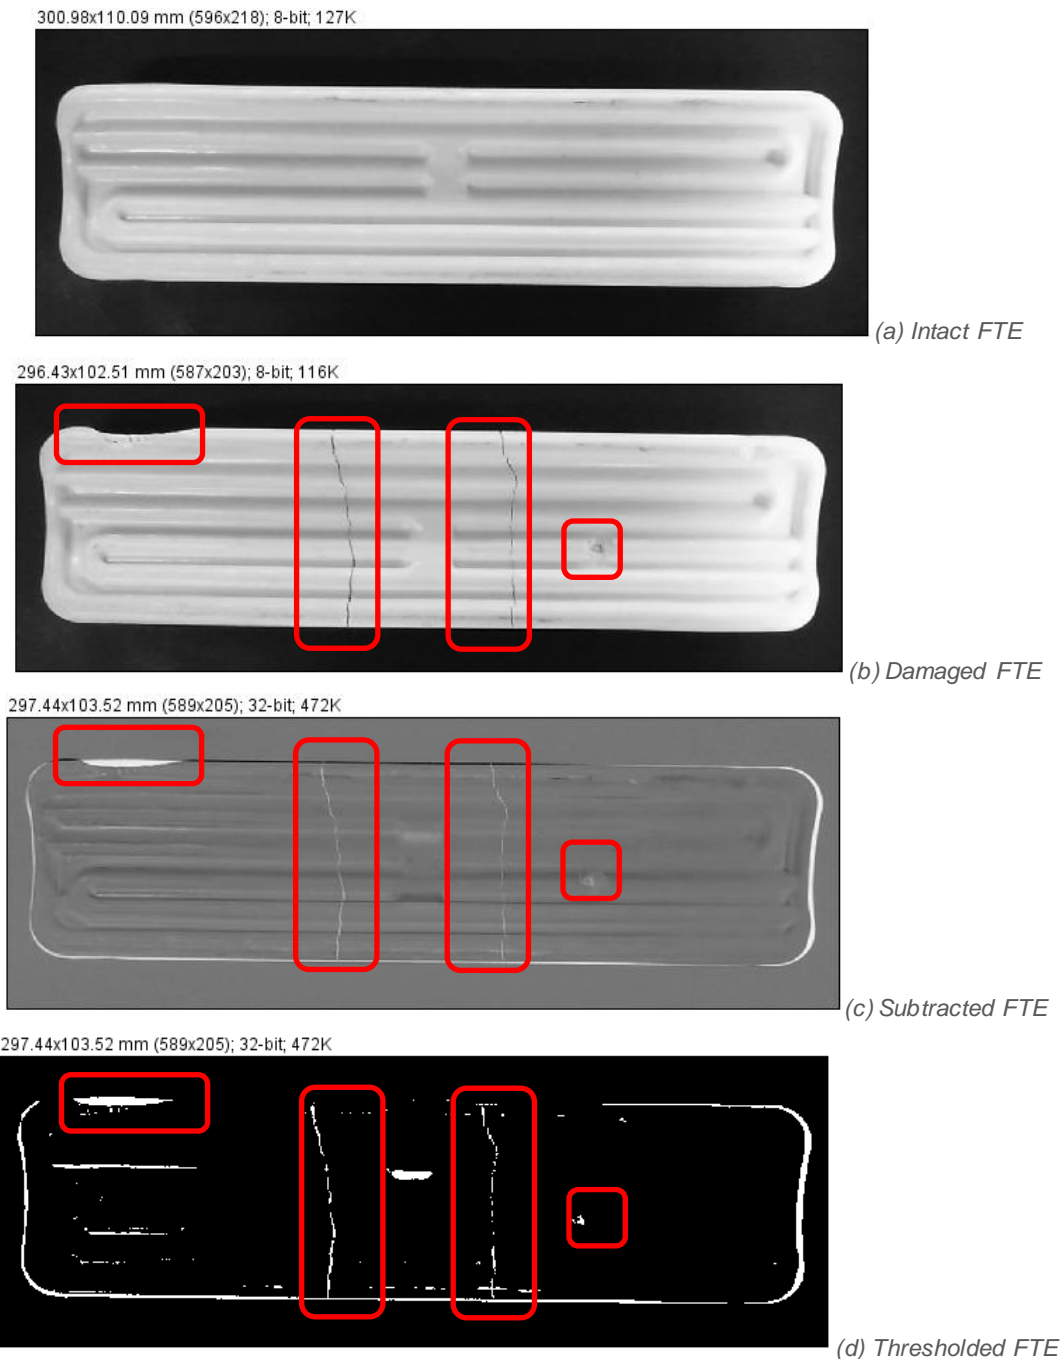 300.98x110.09 mm (596x218); 8-bit; 127K
(a) Intact FTE
296.43x102.51 mm (587x203); 8-bit; 116K
(b) Damaged FTE
297.44x103.52 mm (589x205); 32-bit; 472K
(c) Subtracted FTE
297.44x103.52 mm (589x205); 32-bit; 472K
(d) Thresholded FTE